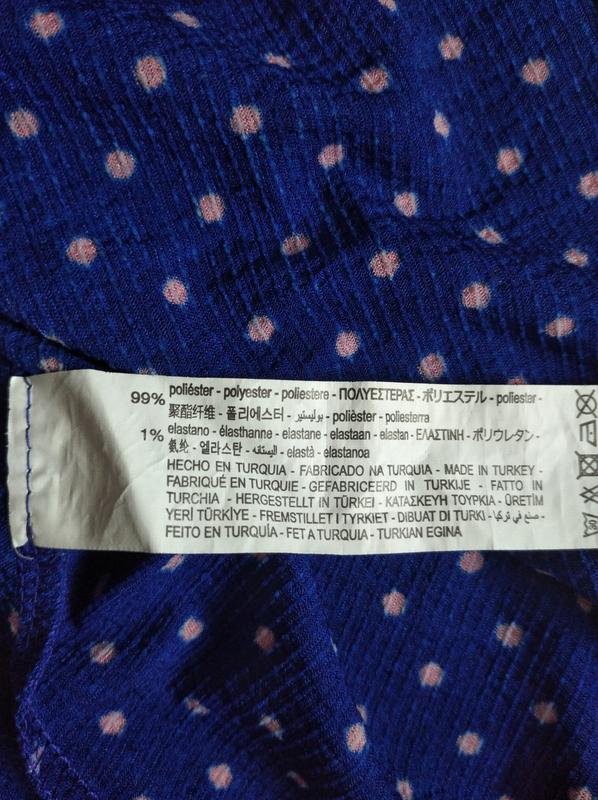 99% poliéster - polyester - poliestere - ΠΟΛΥΕΣΤΕΡΑΣ - ポリエステル - poliester -
聚酯纤维 - 폴리에스터 - بوليستير - polièster - poliesterra
1% elastano - élasthanne - elastane - elastaan - elastan - ΕΛΑΣΤΙΝΗ - ポリウレタン -
氨纶 - 엘라스탄 - اليستانه - elastà - elastanoa
HECHO EN TURQUIA - FABRICADO NA TURQUIA - MADE IN TURKEY -
FABRIQUÉ EN TURQUIE - GEFABRICEERD IN TURKIJE - FATTO IN
TURCHIA - HERGESTELLT IN TÜRKEI - ΚΑΤΑΣΚΕΥΗ ΤΟΥΡΚΙΑ - ÜRETİM
YERİ TÜRKİYE - FREMSTILLET I TYRKIET - DIBUAT DI TURKI - صنع في تركيا -
FEITO EN TURQUÍA - FET A TURQUIA - TURKIAN EGINA